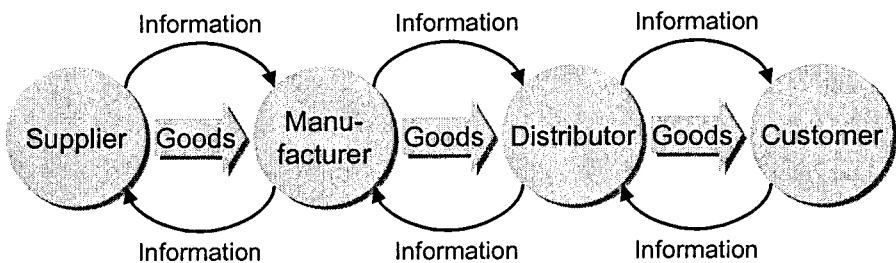 Information Information Information
Supplier Goods Manu-
facturer Goods Distributor Goods Customer
Information Information Information